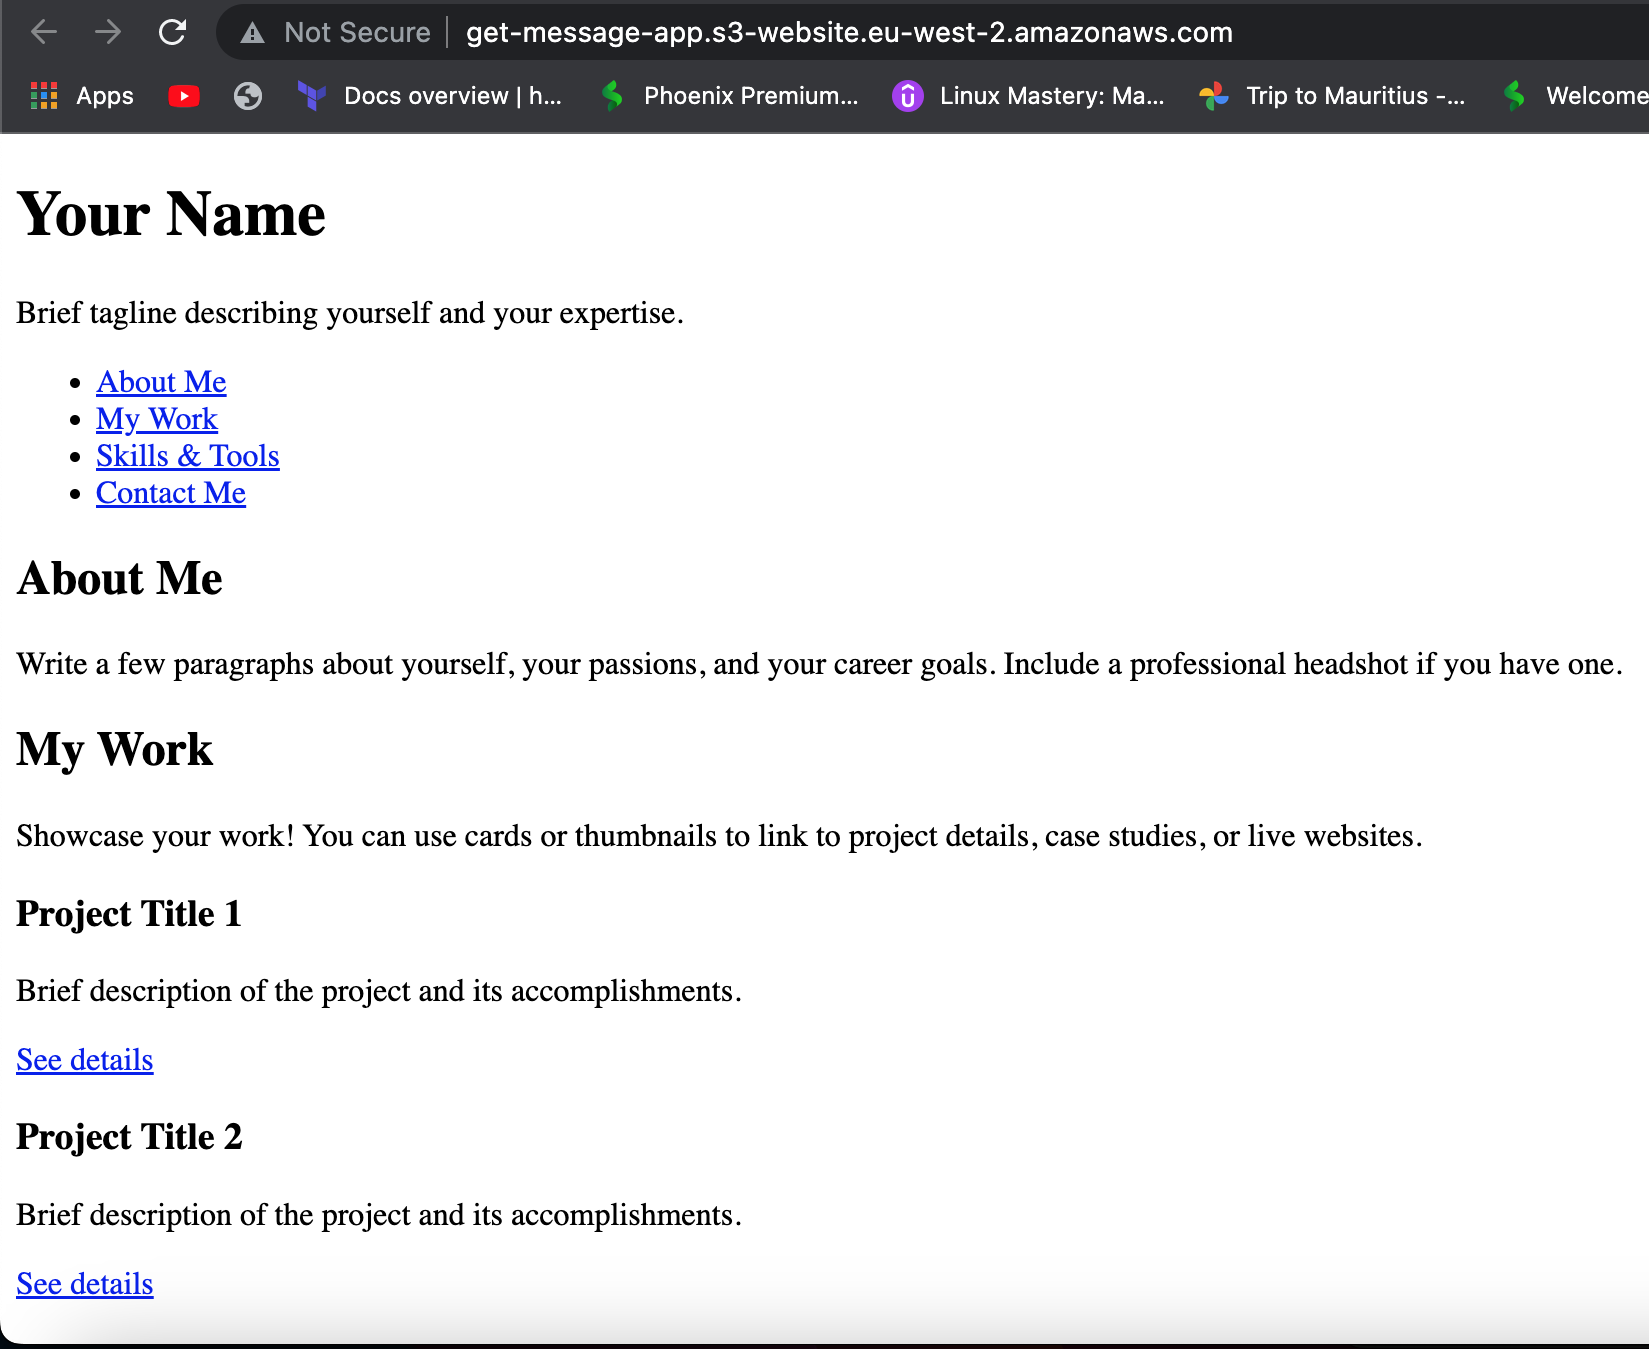 Not Secure | get-message-app.s3-website.eu-west-2.amazonaws.com
Apps Docs overview | h... Phoenix Premium... Linux Mastery: Ma... Trip to Mauritius -... Welcome
Your Name
Brief tagline describing yourself and your expertise.
• About Me
• My Work
• Skills & Tools
• Contact Me
About Me
Write a few paragraphs about yourself, your passions, and your career goals. Include a professional headshot if you have one.
My Work
Showcase your work! You can use cards or thumbnails to link to project details, case studies, or live websites.
Project Title 1
Brief description of the project and its accomplishments.
See details
Project Title 2
Brief description of the project and its accomplishments.
See details